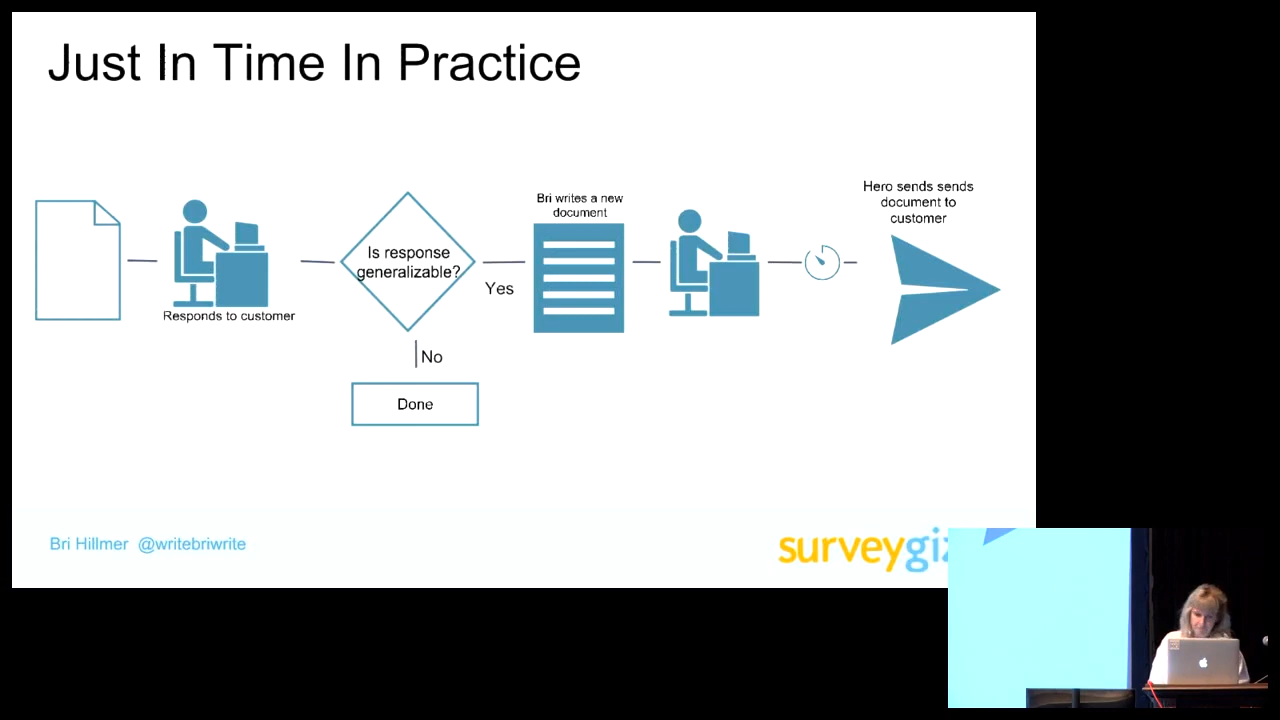 Just In Time In Practice
Hero sends sends
document to
customer
Bri writes a new
document
Is response
generalizable?
Yes
Responds to customer
No
Done
Bri Hillmer @writebriwrite
surveygiz